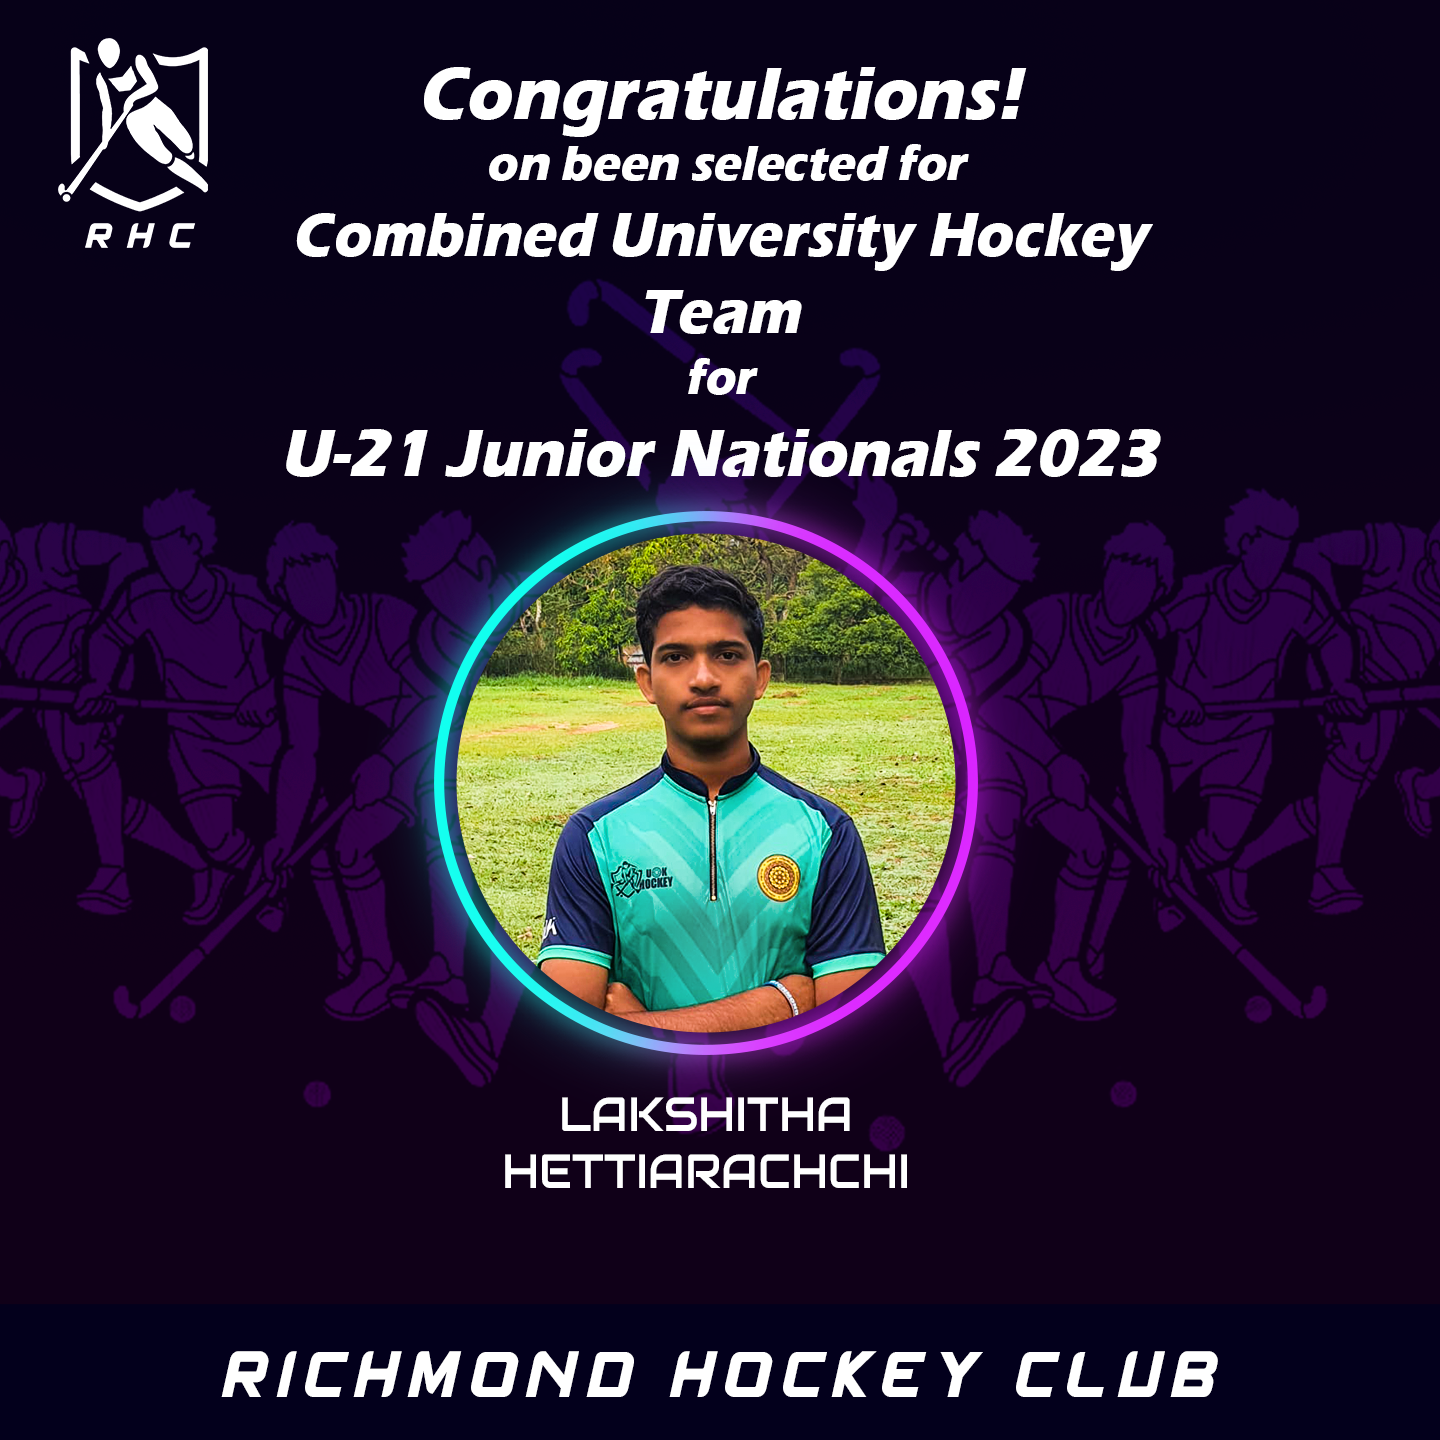 RHC
Congratulations!
on been selected for
Combined University Hockey
Team
for
U-21 Junior Nationals 2023
U K
HOCKEY
LAKSHITHA
HETTIARACHCHI
RICHMOND HOCKEY CLUB